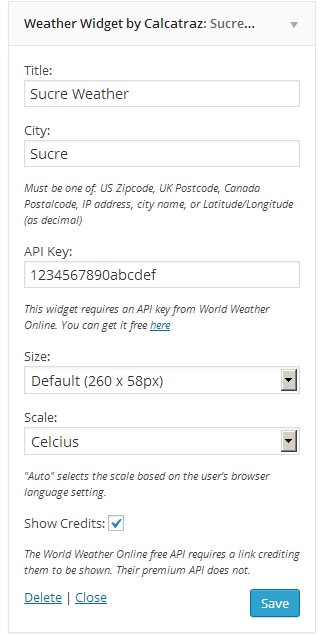 Weather Widget by Calcatraz: Sucre...
Title:
Sucre Weather
City:
Sucre
Must be one of: US Zipcode, UK Postcode, Canada
Postalcode, IP address, city name, or Latitude/Longitude
(as decimal)
API Key:
1234567890abcdef
This widget requires an API key from World Weather
Online. You can get it free here
Size:
Default (260 x 58px)
Scale:
Celcius
"Auto" selects the scale based on the user's browser
language setting.
Show Credits:
The World Weather Online free API requires a link crediting
them to be shown. Their premium API does not.
Delete | Close
Save